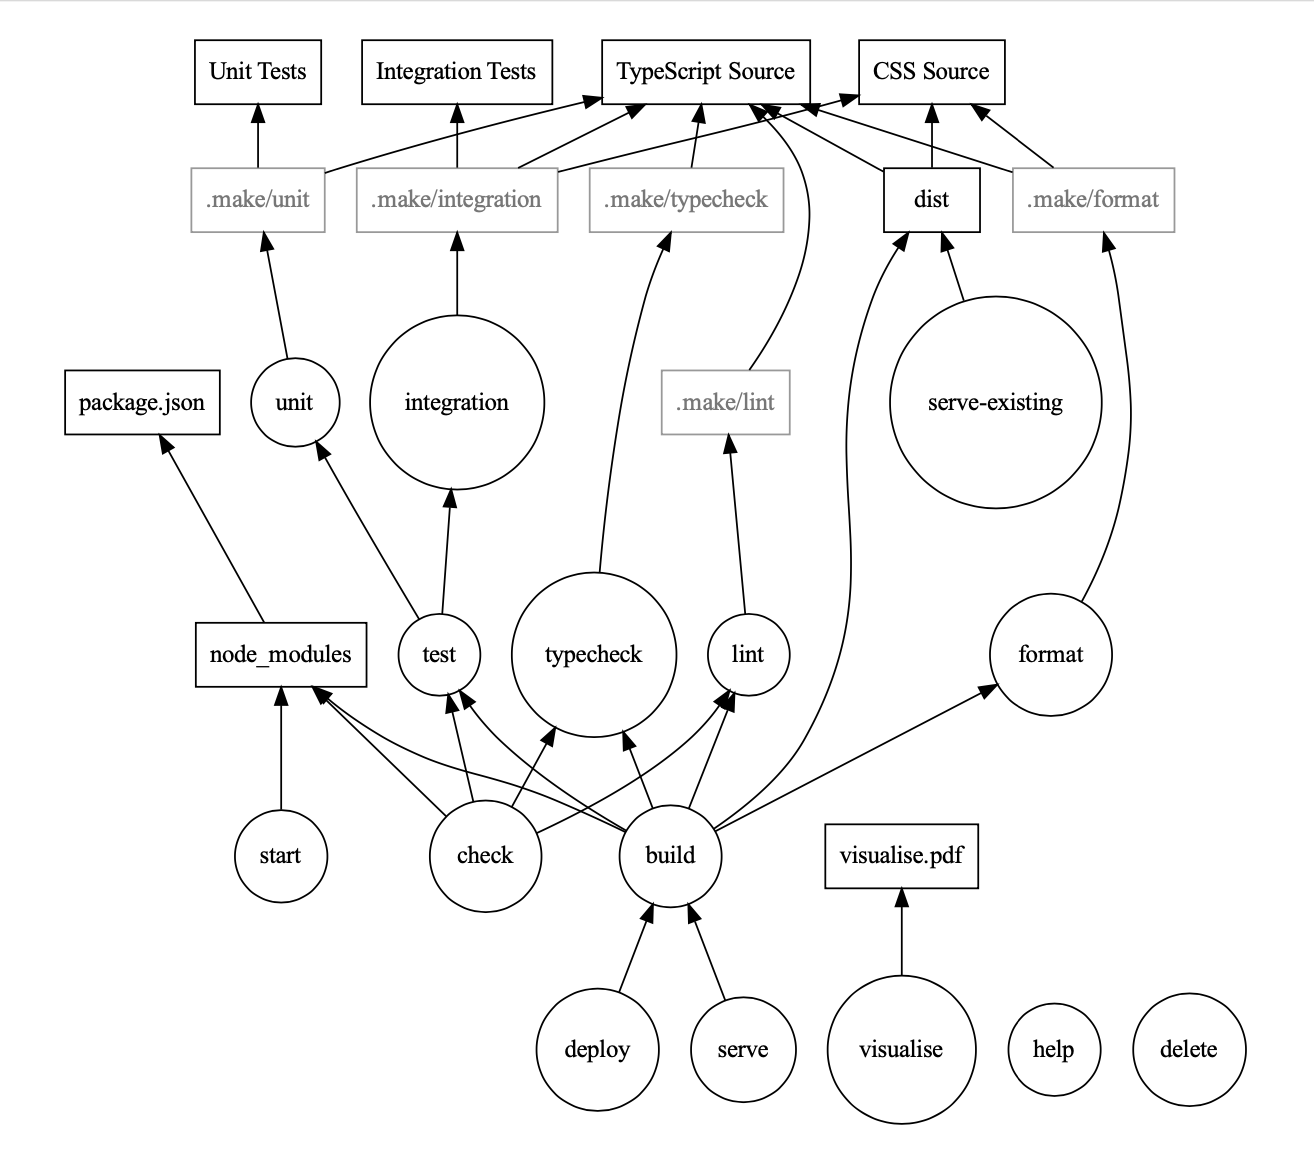 Unit Tests
Integration Tests
TypeScript Source
CSS Source
.make/unit
.make/integration
.make/typecheck
dist
.make/format
package.json
unit
integration
.make/lint
serve-existing
node_modules
test
typecheck
lint
format
start
check
build
visualise.pdf
deploy
serve
visualise
help
delete